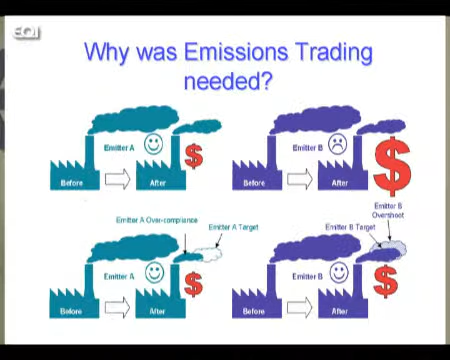 EQI
Why was Emissions Trading
needed?
Emitter A
$
Before
After
Emitter B
$
Before
After
Emitter B
Overshoot
Emitter A Over-compliance
Emitter A Target
Emitter B Target
Emitter A
$
Before
After
Emitter B
$
Before
After